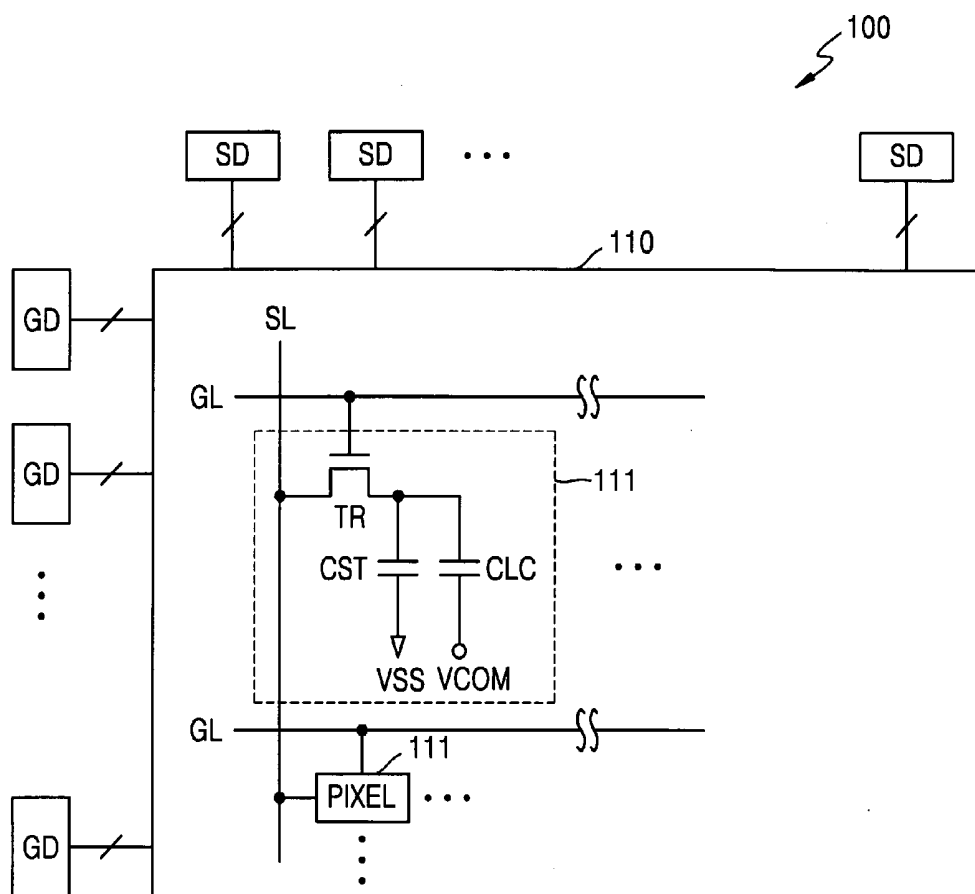 100
SD SD ... SD
110
GD
SL
GL
GD
111
TR
CST CLC
...
VSS VCOM
GL
111
PIXEL ...
GD